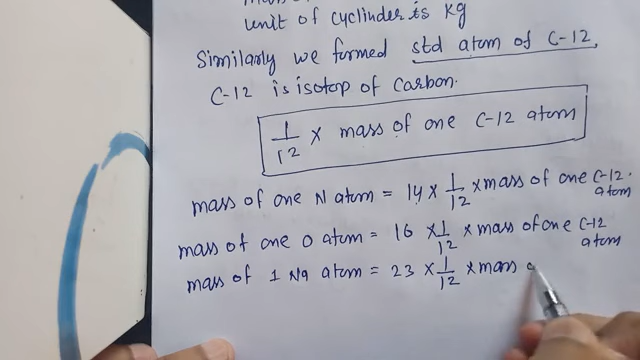 unit of cyclinder is kg
Similarly we formed std atom of C-12.
C-12 is isotop of Carbon.
1/12 × mass of one C-12 atom
mass of one N atom = 14 × 1/12 × mass of one C-12 atom
mass of one O atom = 16 × 1/12 × mass of one C-12 atom
mass of 1 Na atom = 23 × 1/12 × mass o